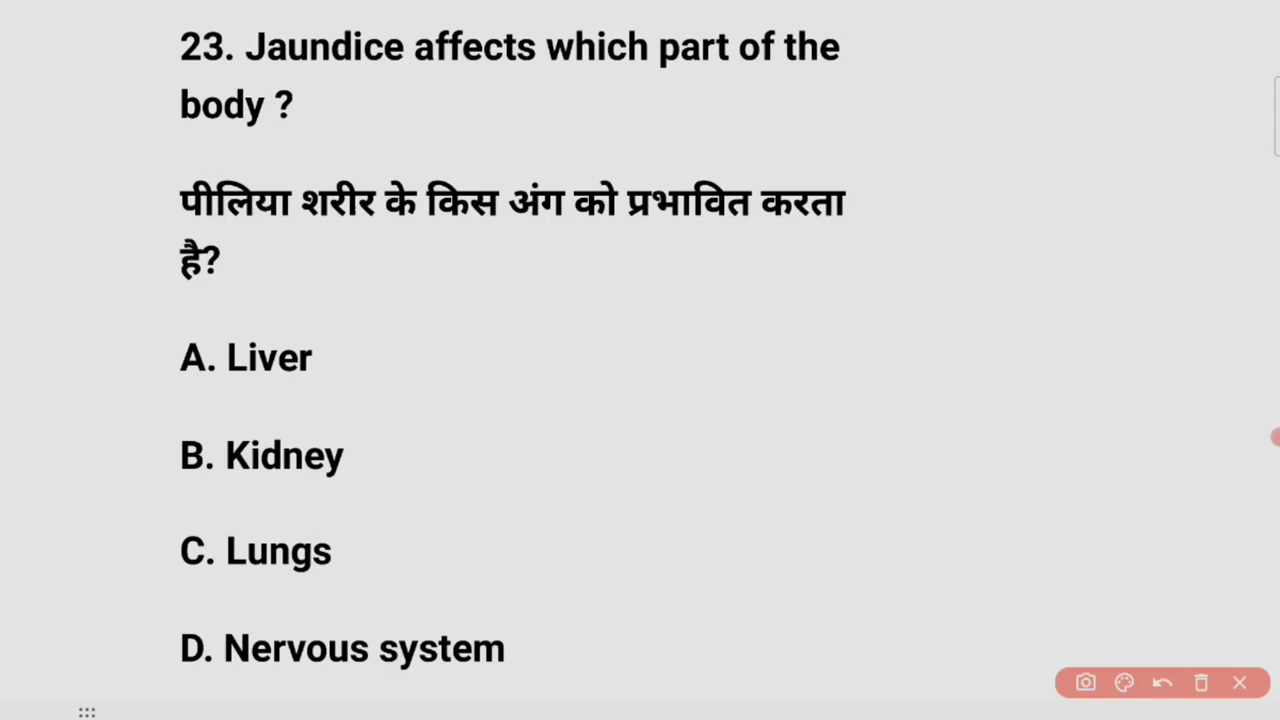 23. Jaundice affects which part of the
body ?
पीलिया शरीर के किस अंग को प्रभावित करता
है?
A. Liver
B. Kidney
C. Lungs
D. Nervous system